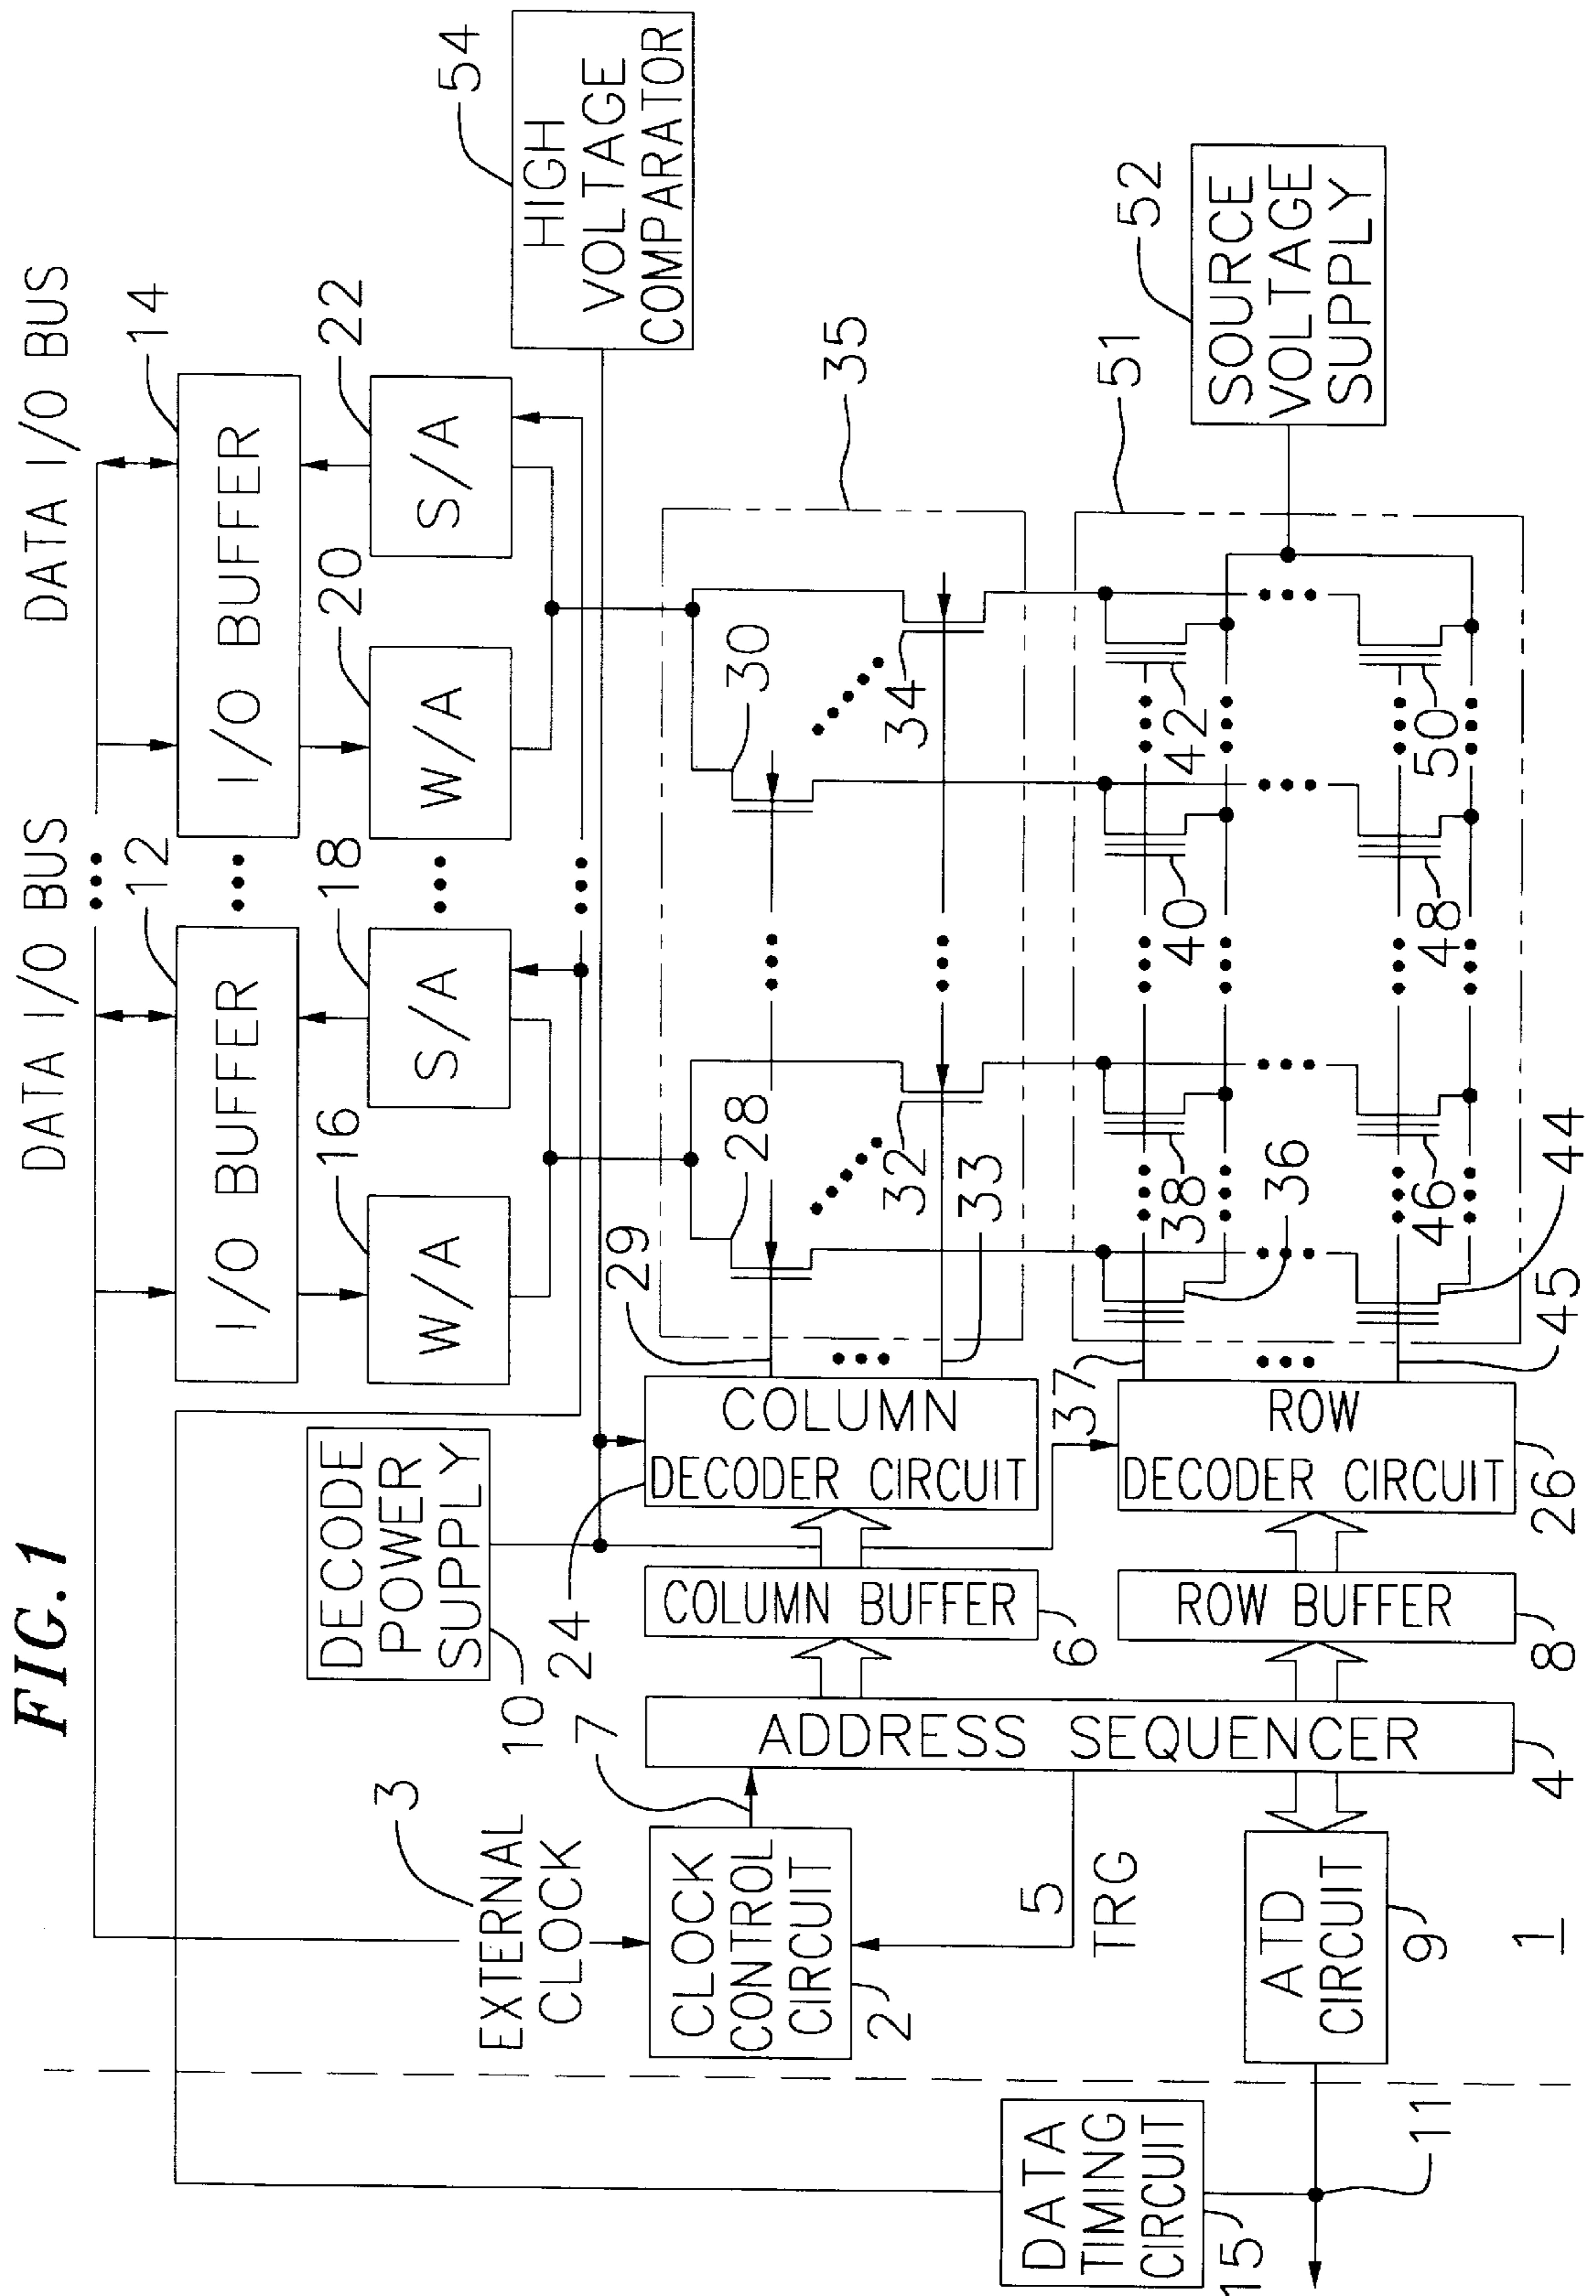 FIG.1
DATA I/O BUS
DATA I/O BUS
12
14
I/O BUFFER
I/O BUFFER
16
18
20
22
W/A
S/A
W/A
S/A
DECODE
POWER
SUPPLY
10
HIGH
VOLTAGE
COMPARATOR
54
3
EXTERNAL
CLOCK
7
CLOCK
CONTROL
CIRCUIT
2
5
TRG
ADDRESS SEQUENCER
4
COLUMN BUFFER
6
ROW BUFFER
8
24
COLUMN
DECODER CIRCUIT
ROW
DECODER CIRCUIT
26
29
28
30
35
32
33
34
37
36
38
40
42
51
44
45
46
48
50
52
SOURCE
VOLTAGE
SUPPLY
DATA
TIMING
CIRCUIT
15
ATD
CIRCUIT
9
11
1